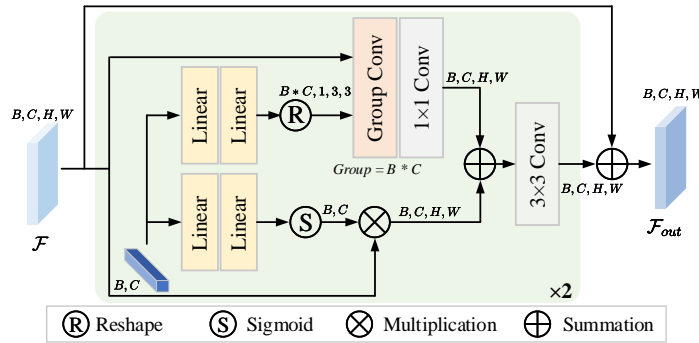 B, C, H, W
F
B, C
Linear
Linear
R
B * C, 1, 3, 3
Group Conv
1×1 Conv
Group = B * C
B, C, H, W
Linear
Linear
S
B, C
B, C, H, W
3×3 Conv
B, C, H, W
B, C, H, W
F_out
×2
R Reshape
S Sigmoid
Multiplication
Summation